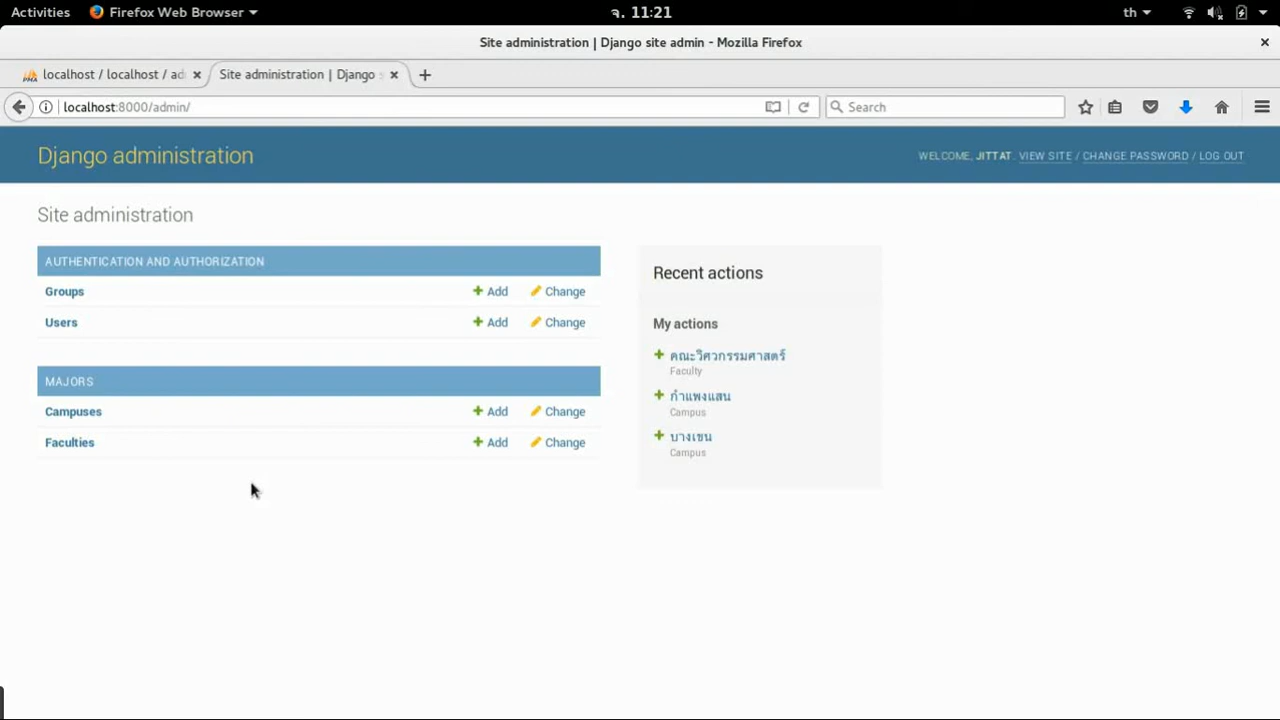 Activities Firefox Web Browser จ. 11:21 th
Site administration | Django site admin - Mozilla Firefox
localhost / localhost / ad Site administration | Django s
localhost:8000/admin/ Search
Django administration WELCOME, JITTAT. VIEW SITE / CHANGE PASSWORD / LOG OUT
Site administration
AUTHENTICATION AND AUTHORIZATION
Groups Add Change
Users Add Change
MAJORS
Campuses Add Change
Faculties Add Change
Recent actions
My actions
คณะวิศวกรรมศาสตร์
Faculty
กำแพงแสน
Campus
บางเขน
Campus